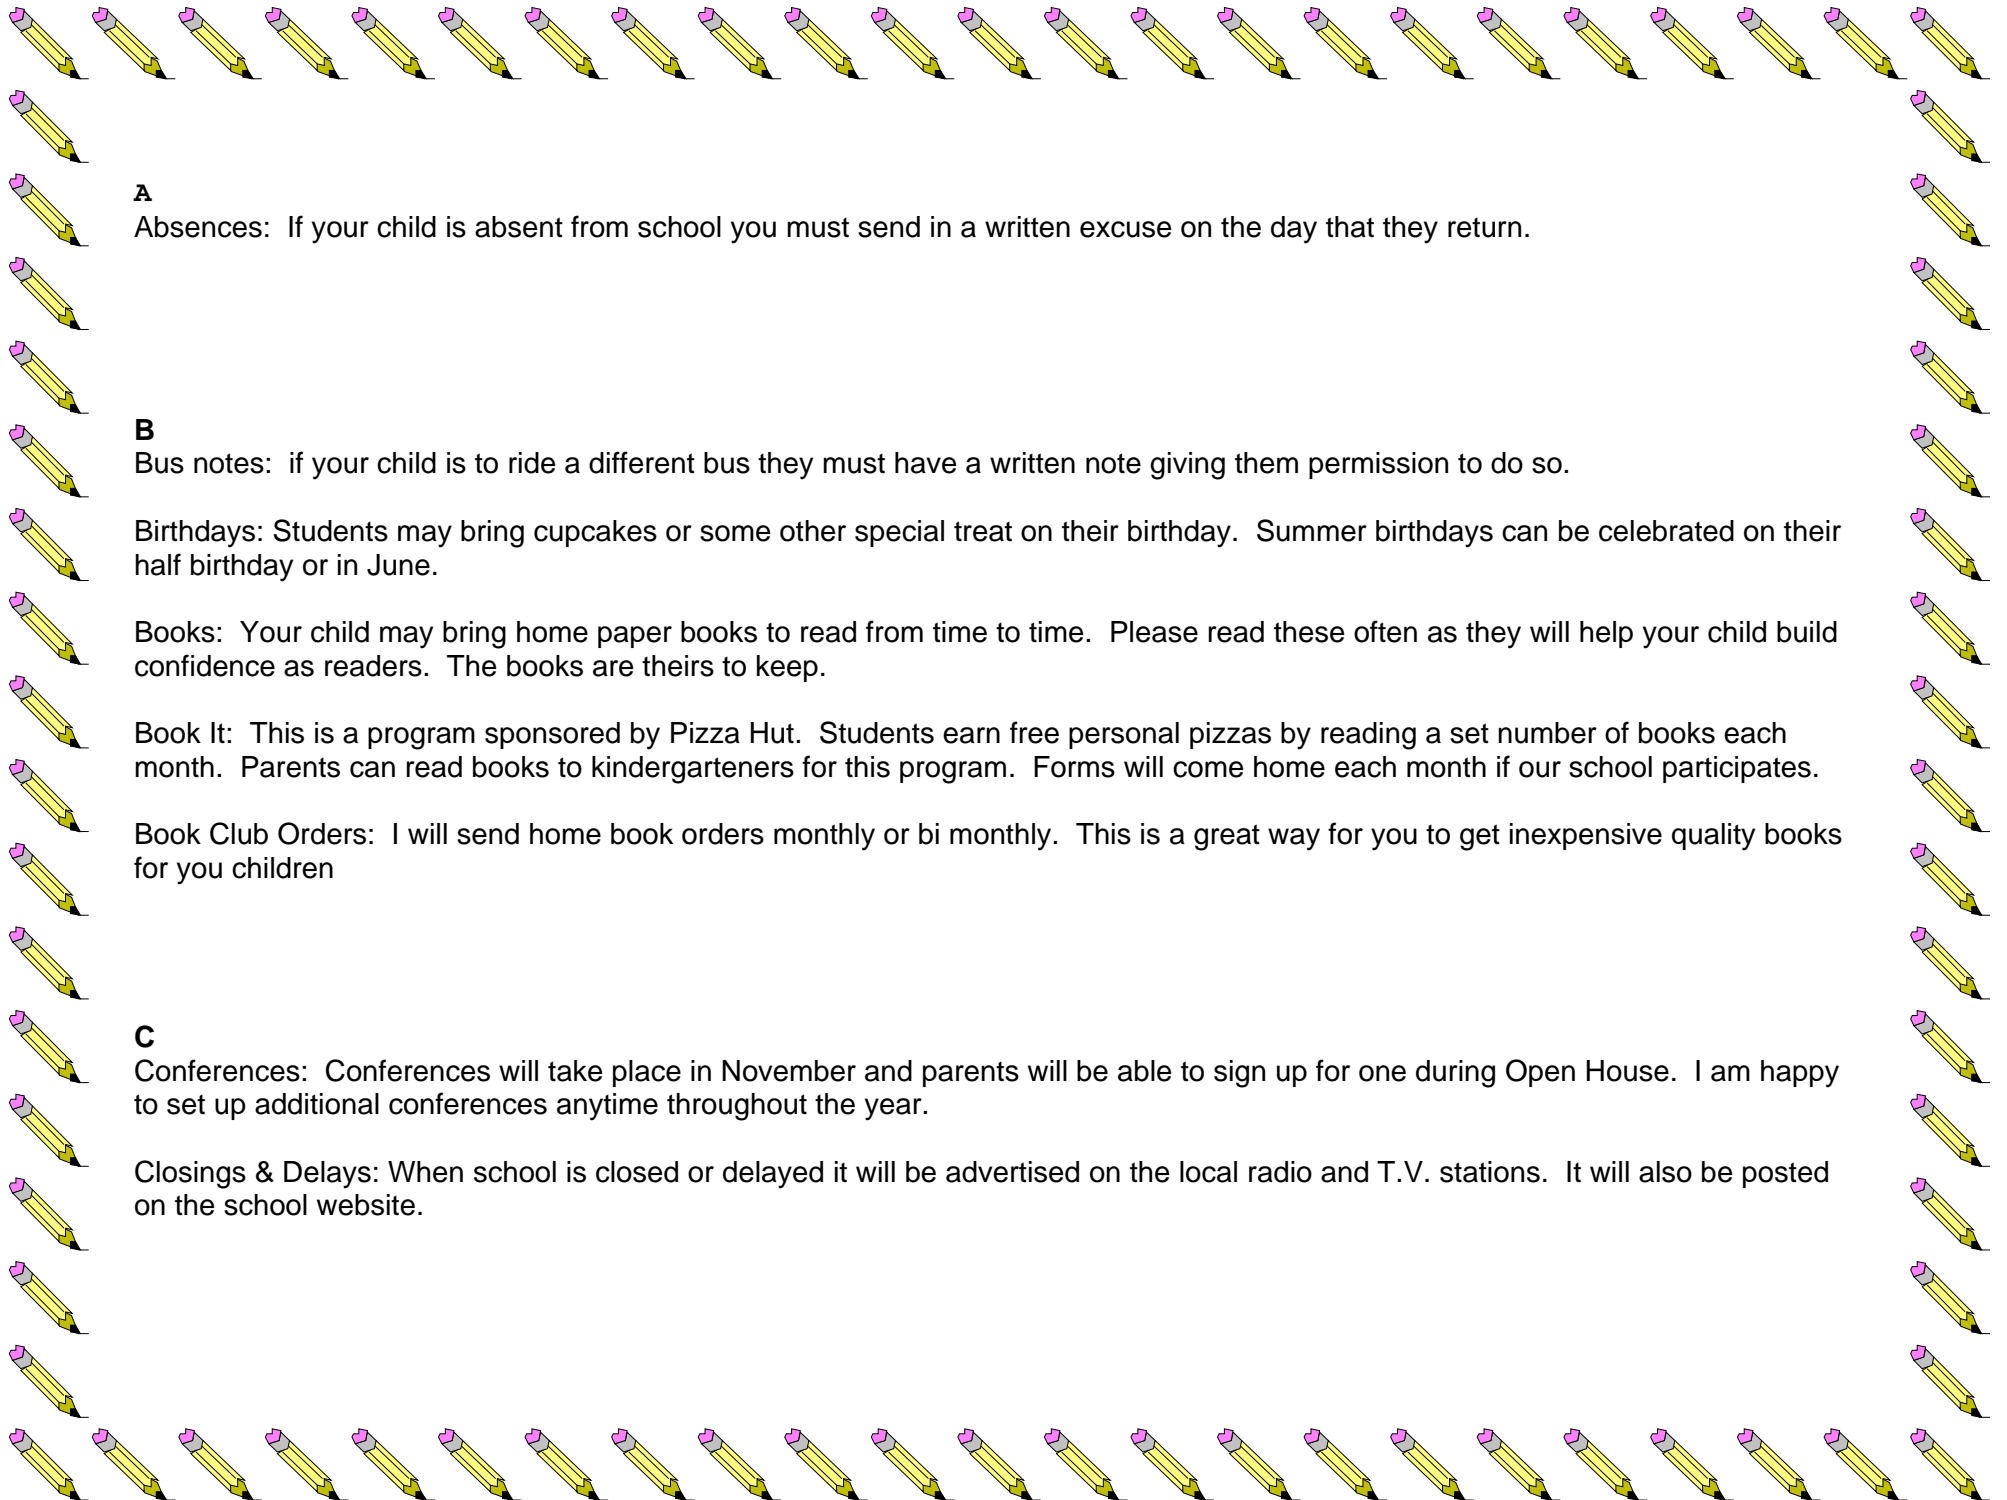 A
Absences:  If your child is absent from school you must send in a written excuse on the day that they return.
B
Bus notes:  if your child is to ride a different bus they must have a written note giving them permission to do so.
Birthdays: Students may bring cupcakes or some other special treat on their birthday.  Summer birthdays can be celebrated on their
half birthday or in June.
Books:  Your child may bring home paper books to read from time to time.  Please read these often as they will help your child build
confidence as readers.  The books are theirs to keep.
Book It:  This is a program sponsored by Pizza Hut.  Students earn free personal pizzas by reading a set number of books each
month.  Parents can read books to kindergarteners for this program.  Forms will come home each month if our school participates.
Book Club Orders:  I will send home book orders monthly or bi monthly.  This is a great way for you to get inexpensive quality books
for you children
C
Conferences:  Conferences will take place in November and parents will be able to sign up for one during Open House.  I am happy
to set up additional conferences anytime throughout the year.
Closings & Delays: When school is closed or delayed it will be advertised on the local radio and T.V. stations.  It will also be posted
on the school website.